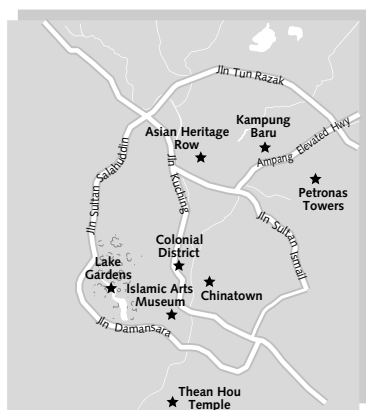 Jln Tun Razak
Kampung
Baru
Asian Heritage
Row
Ampang Elevated Hwy
Jln Sultan Salahuddin
Jln Kuching
Petronas
Towers
Jln Sultan Ismail
Colonial
District
Lake
Gardens
Islamic Arts
Museum
Chinatown
Jln Damansara
Thean Hou
Temple